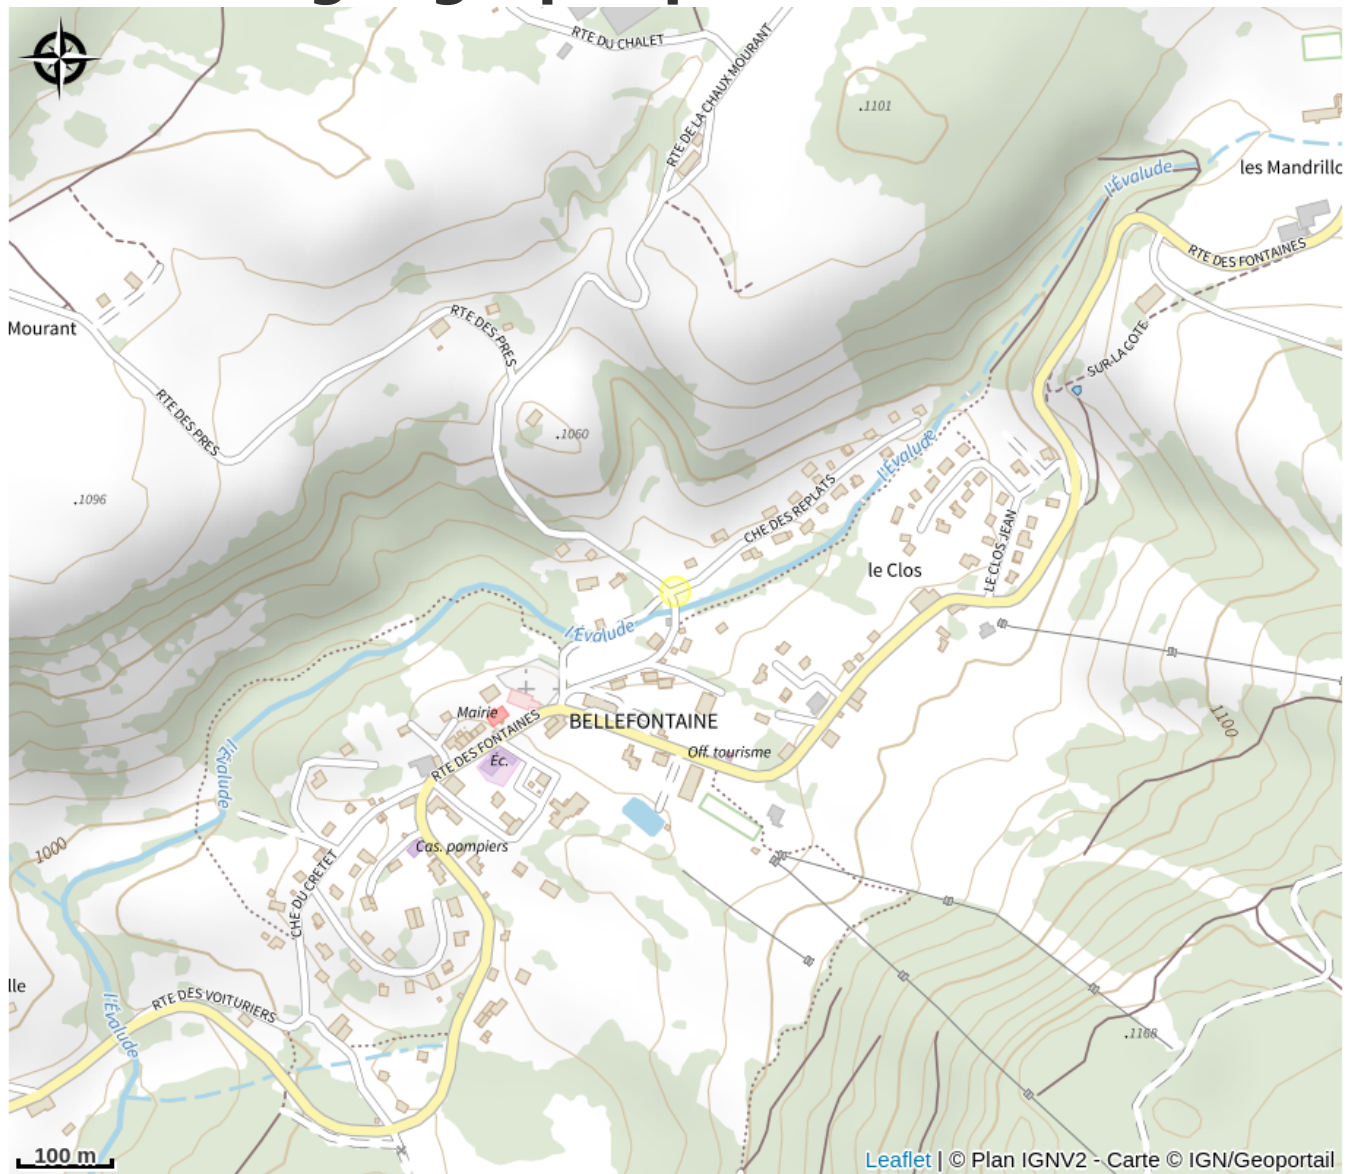 RTE DU CHALET
RTE DE LA CHAUX MOURANT
.1101
l'Évalude
les Mandrillo
RTE DES FONTAINES
Mourant
RTE DES PRES
SUR-LA COTE
RTE DES PRES
.1060
l'Évalude
.1096
CHE DES REPLATS
LE CLOS JEAN
le Clos
l'Évalude
1100
Mairie
BELLEFONTAINE
RTE DES FONTAINES
Off. tourisme
Éc.
l'Évalude
Cas. pompiers
1000
CHE DU CRETET
lle
RTE DES VOITURIERS
l'Évalude
.1168
100 m
Leaflet | © Plan IGNV2 - Carte © IGN/Geoportail